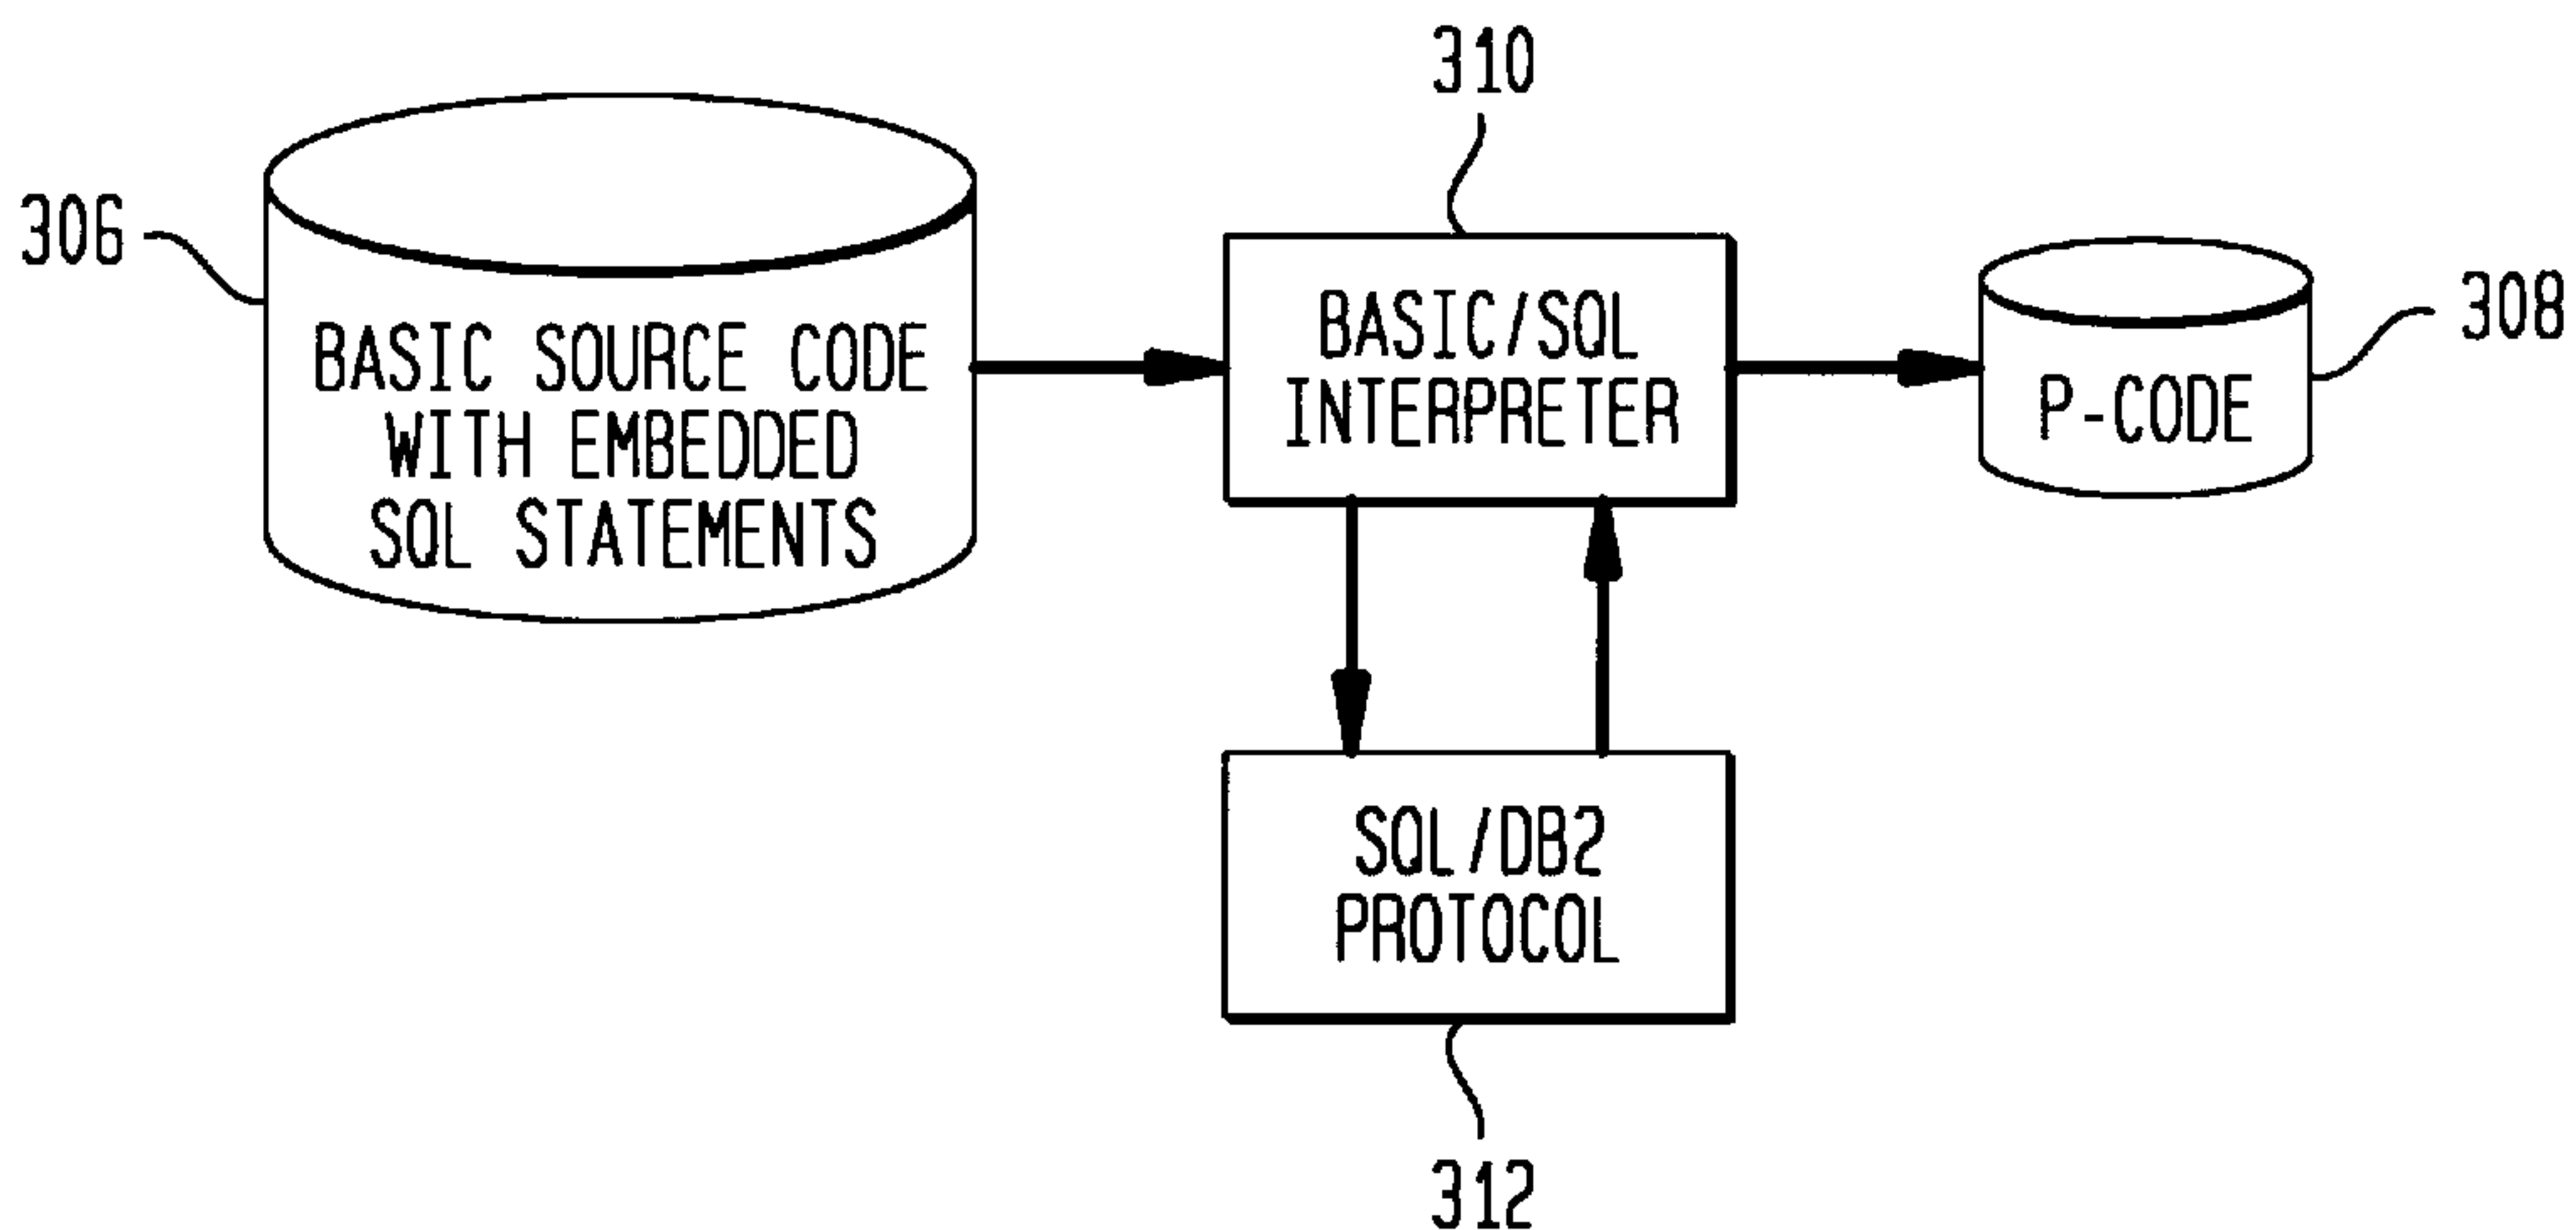 310
306
BASIC SOURCE CODE
WITH EMBEDDED
SQL STATEMENTS
BASIC/SQL
INTERPRETER
P-CODE
308
SQL/DB2
PROTOCOL
312